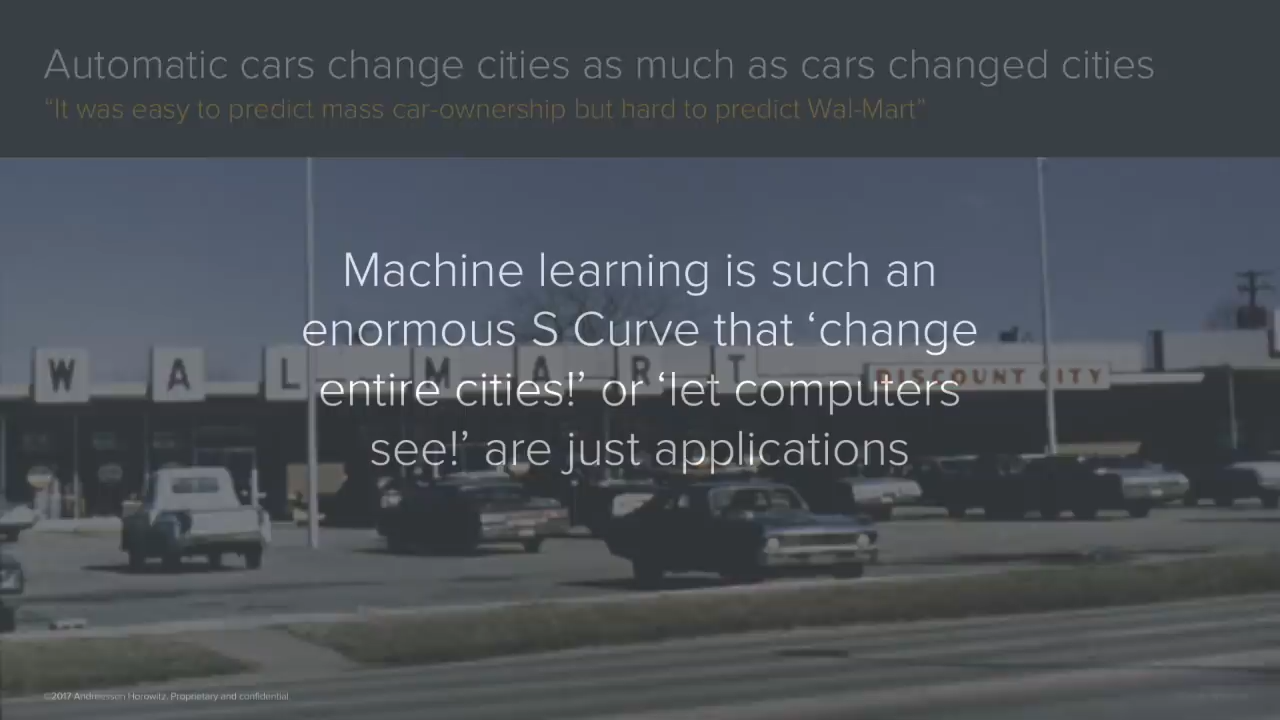 Automatic cars change cities as much as cars changed cities
“It was easy to predict mass car-ownership but hard to predict Wal-Mart”
Machine learning is such an
enormous S Curve that ‘change
entire cities!’ or ‘let computers
see!’ are just applications
WAL MART DISCOUNT CITY
©2017 Andreessen Horowitz. Proprietary and confidential